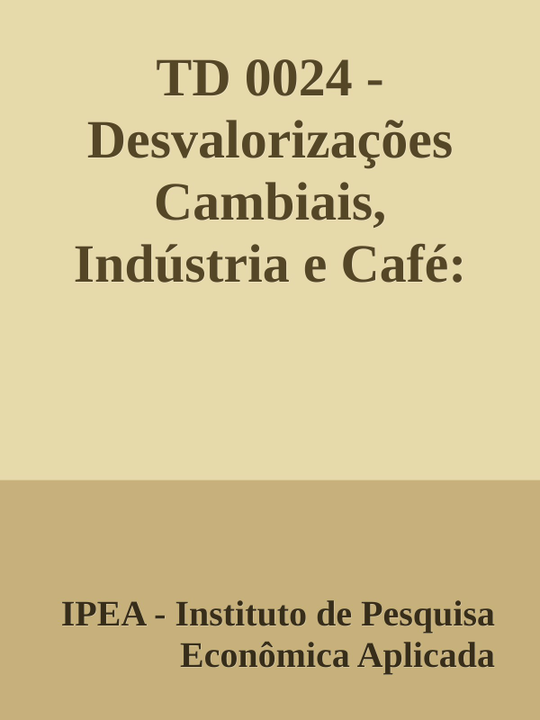 TD 0024 -
Desvalorizações
Cambiais,
Indústria e Café:
IPEA - Instituto de Pesquisa
Econômica Aplicada